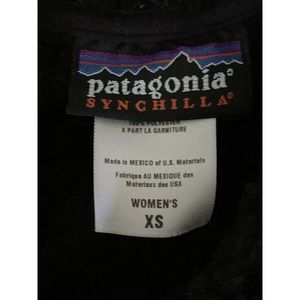 patagonia®
SYNCHILLA®
100% POLYESTER
A PART LA GARNITURE
Made in MEXICO of U.S. Materials
Fabrique AU MEXIQUE des
Materiaux des USA
WOMEN'S
XS